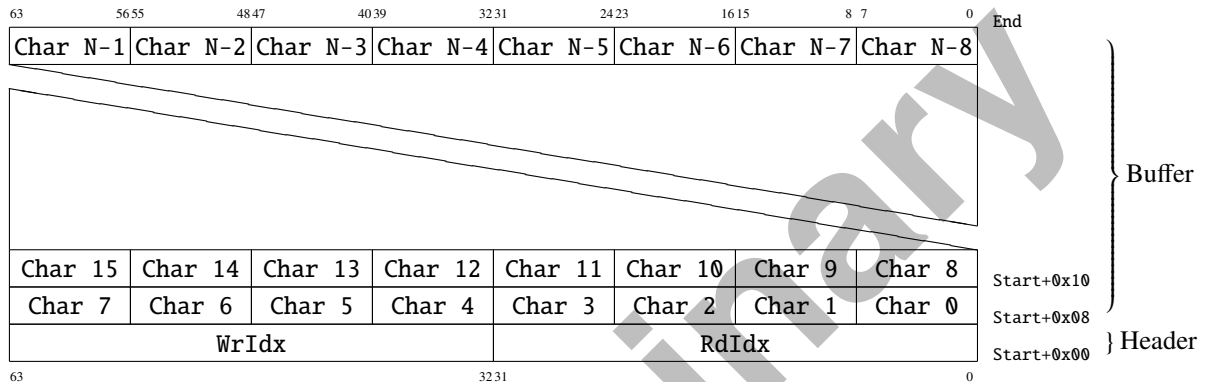 63 56 55 48 47 40 39 32 31 24 23 16 15 8 7 0
End
Char N-1 Char N-2 Char N-3 Char N-4 Char N-5 Char N-6 Char N-7 Char N-8
Buffer
Char 15 Char 14 Char 13 Char 12 Char 11 Char 10 Char 9 Char 8
Start+0x10
Char 7 Char 6 Char 5 Char 4 Char 3 Char 2 Char 1 Char 0
Start+0x08
WrIdx RdIdx
Header
Start+0x00
63 32 31 0
inary